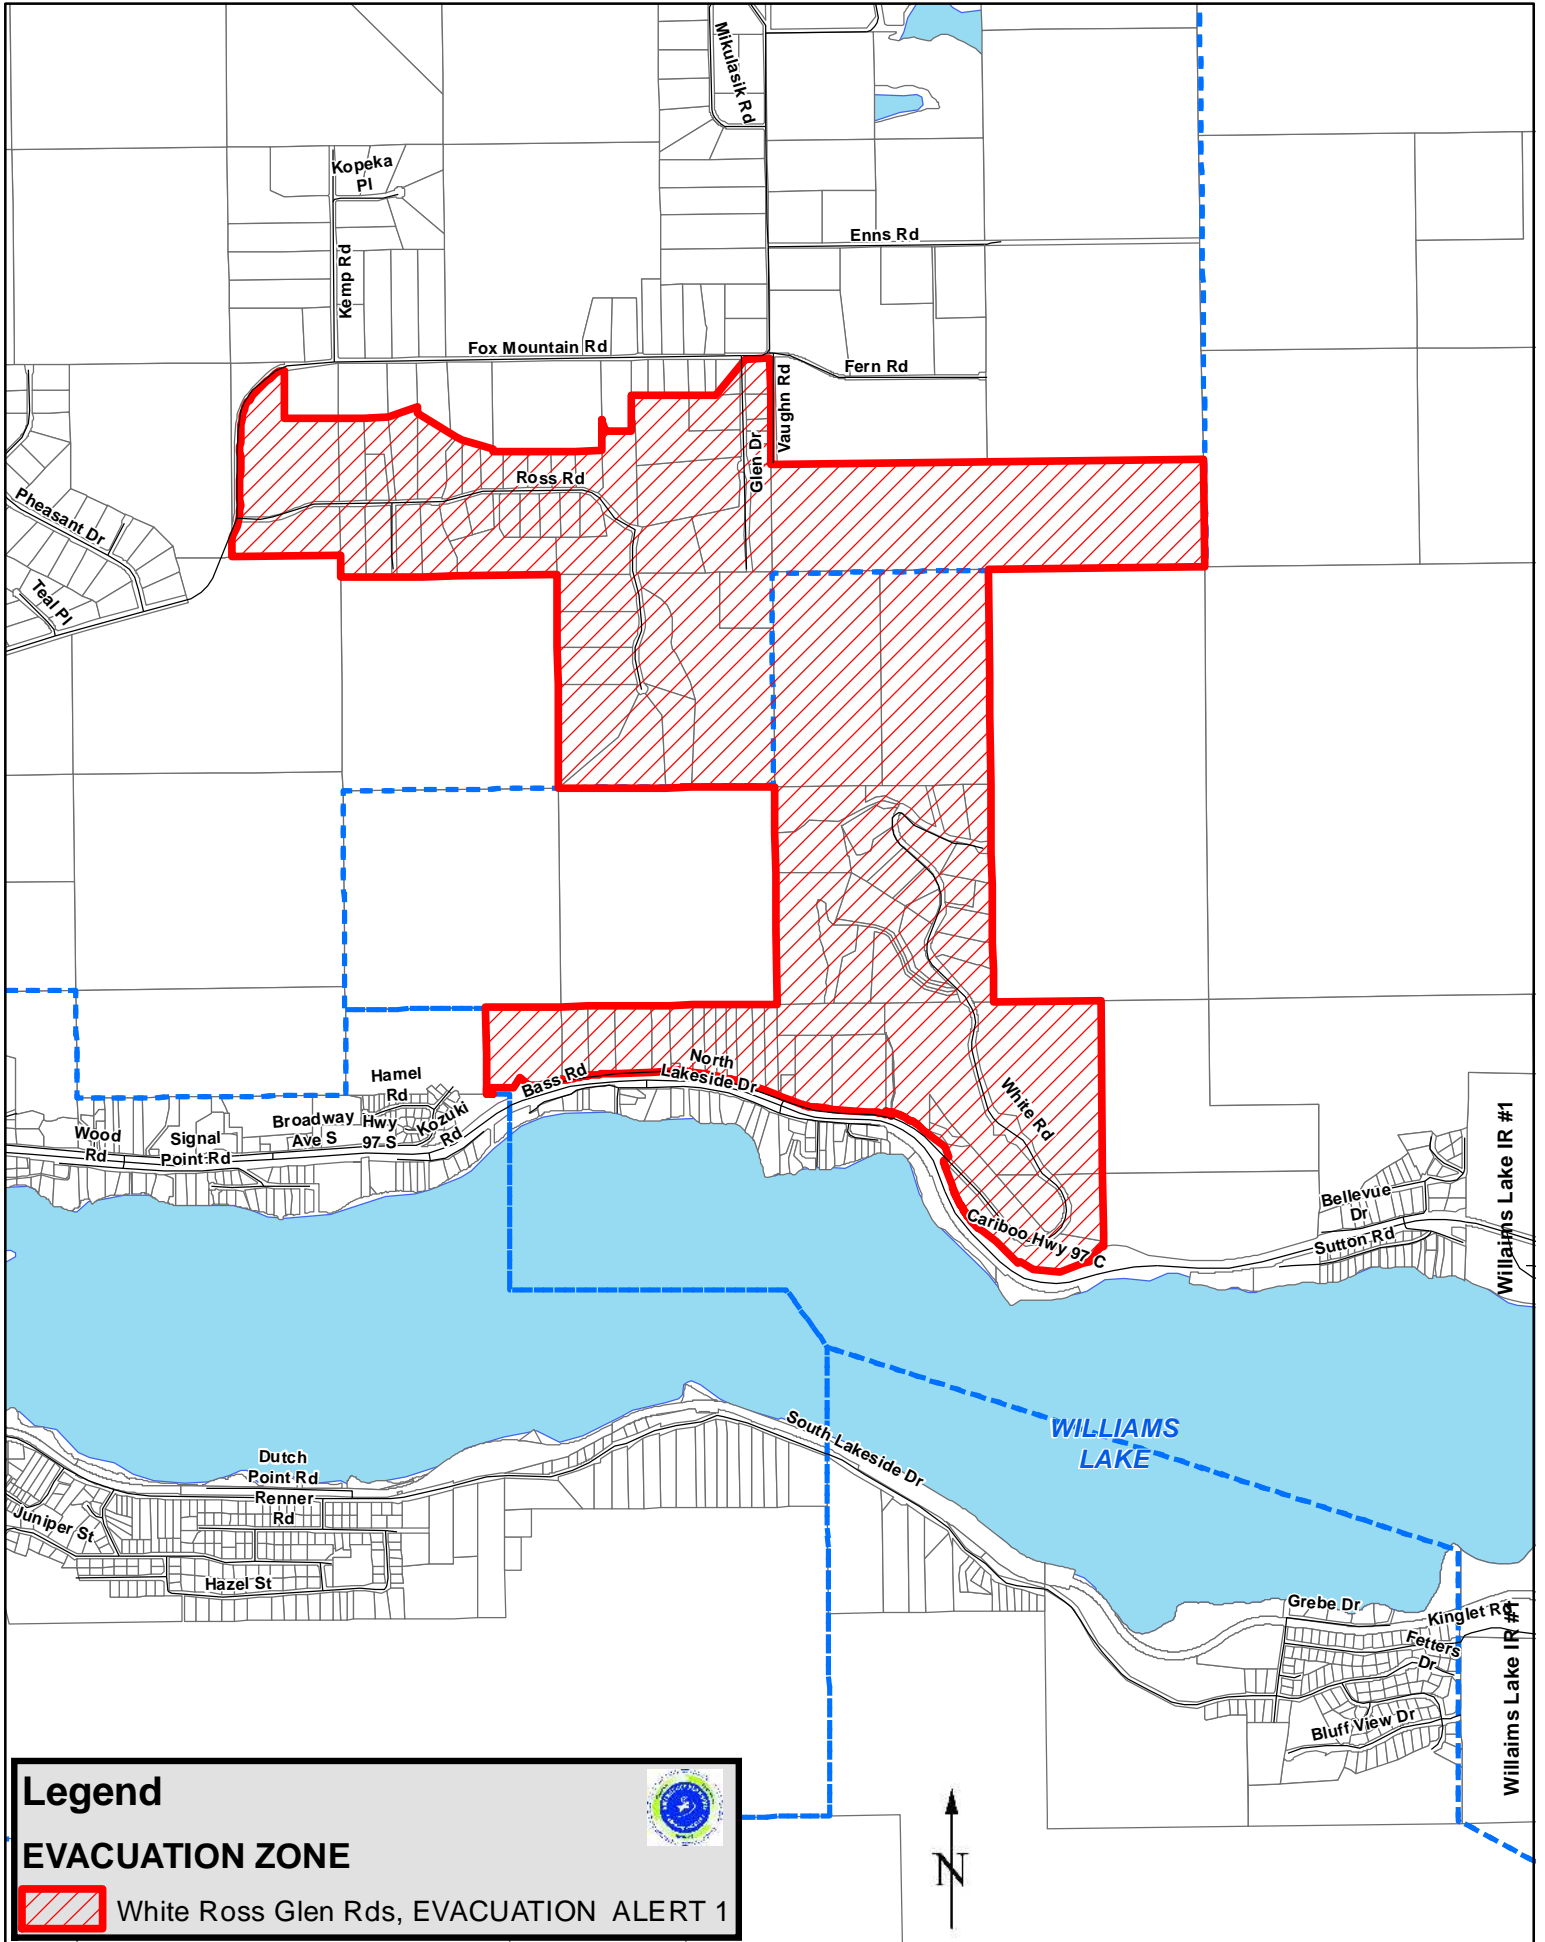 Mikulasik Rd
Kopeka
Pl
Kemp Rd
Enns Rd
Fox Mountain Rd
Fern Rd
Vaughn Rd
Glen Dr
Ross Rd
Pheasant Dr
Teal Pl
North
Lakeside Dr
Bass Rd
Hamel
Rd
Broadway
Ave S
Hwy
97 S
Kozuki
Rd
Wood
Rd
Signal
Point Rd
White Rd
Cariboo Hwy 97 C
Bellevue
Dr
Sutton Rd
Willaims Lake IR #1
WILLIAMS
LAKE
South Lakeside Dr
Dutch
Point Rd
Renner
Rd
Juniper St
Hazel St
Grebe Dr
Kinglet Rd
Fetters
Dr
Bluff View Dr
Willaims Lake IR #1
Legend
EVACUATION ZONE
White Ross Glen Rds, EVACUATION ALERT 1
N